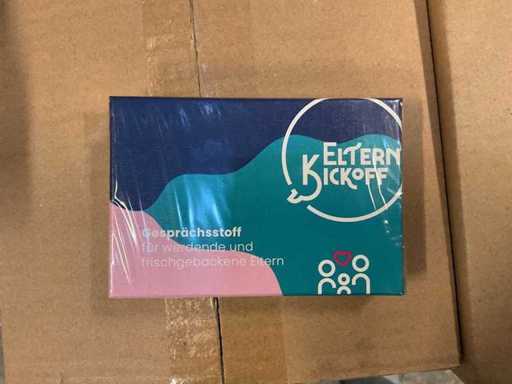 ELTERN
KICKOFF
Gesprächsstoff
für werdende und
frischgebackene Eltern